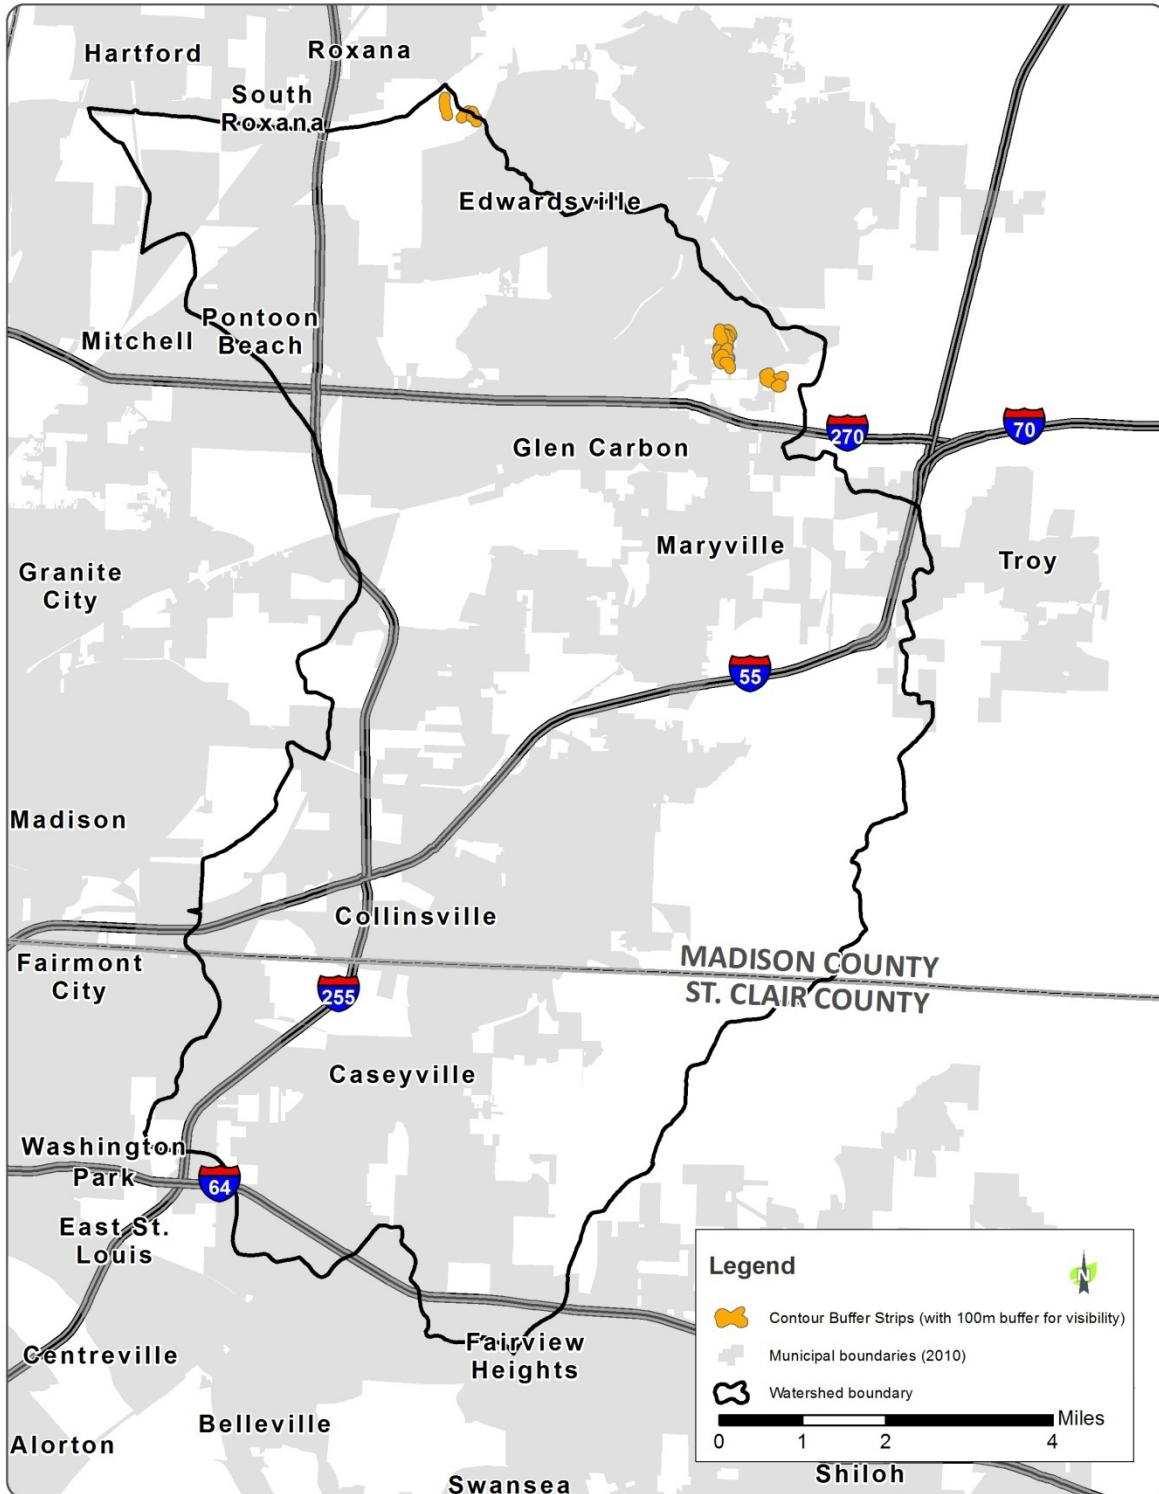 Hartford
Roxana
South
Roxana
Edwardsville
Pontoon
Beach
Mitchell
270
70
Glen Carbon
Maryville
Troy
Granite
City
55
Madison
Collinsville
MADISON COUNTY
ST. CLAIR COUNTY
Fairmont
City
255
Caseyville
Washington
Park
64
East St.
Louis
Legend
N
Contour Buffer Strips (with 100m buffer for visibility)
Municipal boundaries (2010)
Watershed boundary
Miles
0 1 2 4
Fairview
Heights
Centreville
Belleville
Alorton
Swansea
Shiloh